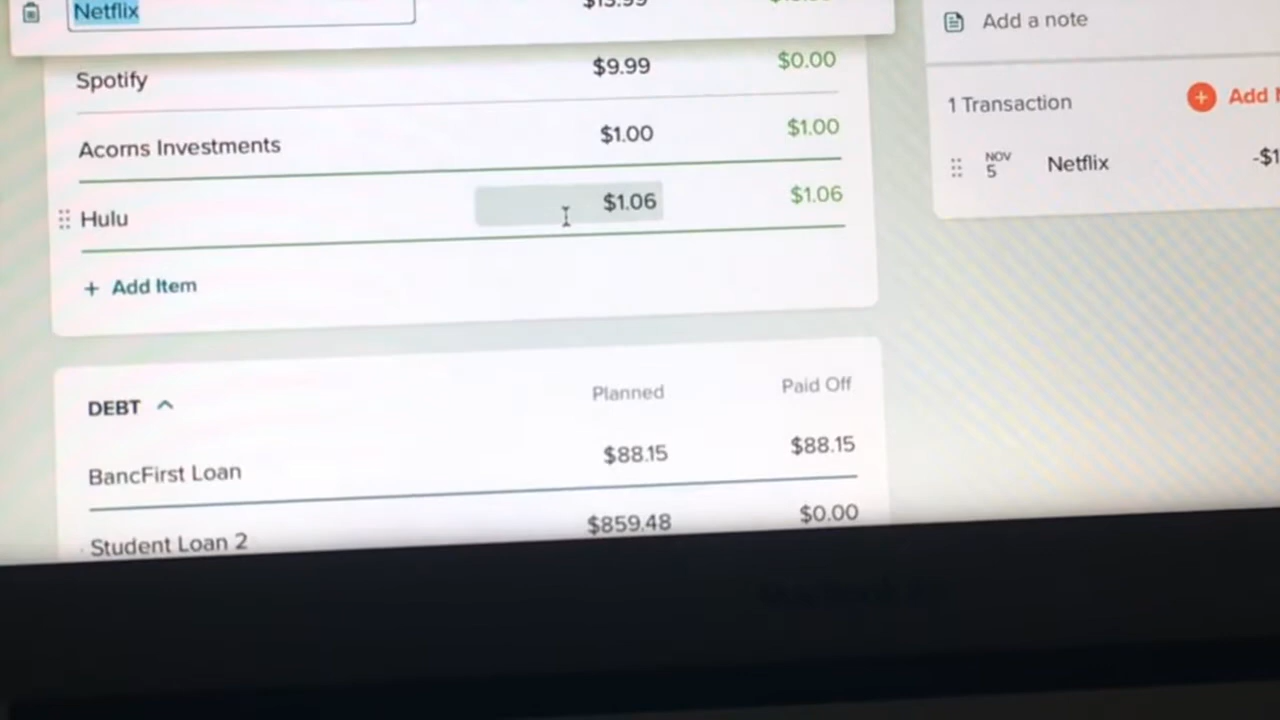 Netflix
Spotify $9.99 $0.00
Acorns Investments $1.00 $1.00
Hulu $1.06 $1.06
+ Add Item
DEBT Planned Paid Off
BancFirst Loan $88.15 $88.15
Student Loan 2 $859.48 $0.00
Add a note
1 Transaction + Add
NOV 5 Netflix -$1